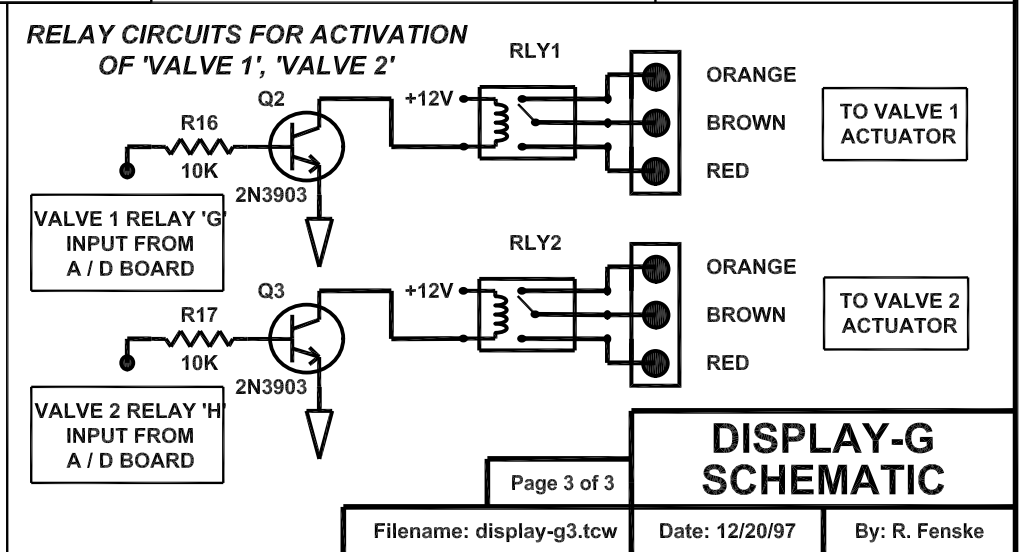 RELAY CIRCUITS FOR ACTIVATION
OF 'VALVE 1', 'VALVE 2'
RLY1
Q2
+12V
R16
10K
2N3903
ORANGE
BROWN
RED
TO VALVE 1
ACTUATOR
VALVE 1 RELAY 'G'
INPUT FROM
A / D BOARD
RLY2
Q3
+12V
R17
10K
2N3903
ORANGE
BROWN
RED
TO VALVE 2
ACTUATOR
VALVE 2 RELAY 'H'
INPUT FROM
A / D BOARD
DISPLAY-G
SCHEMATIC
Page 3 of 3
Filename: display-g3.tcw
Date: 12/20/97
By: R. Fenske